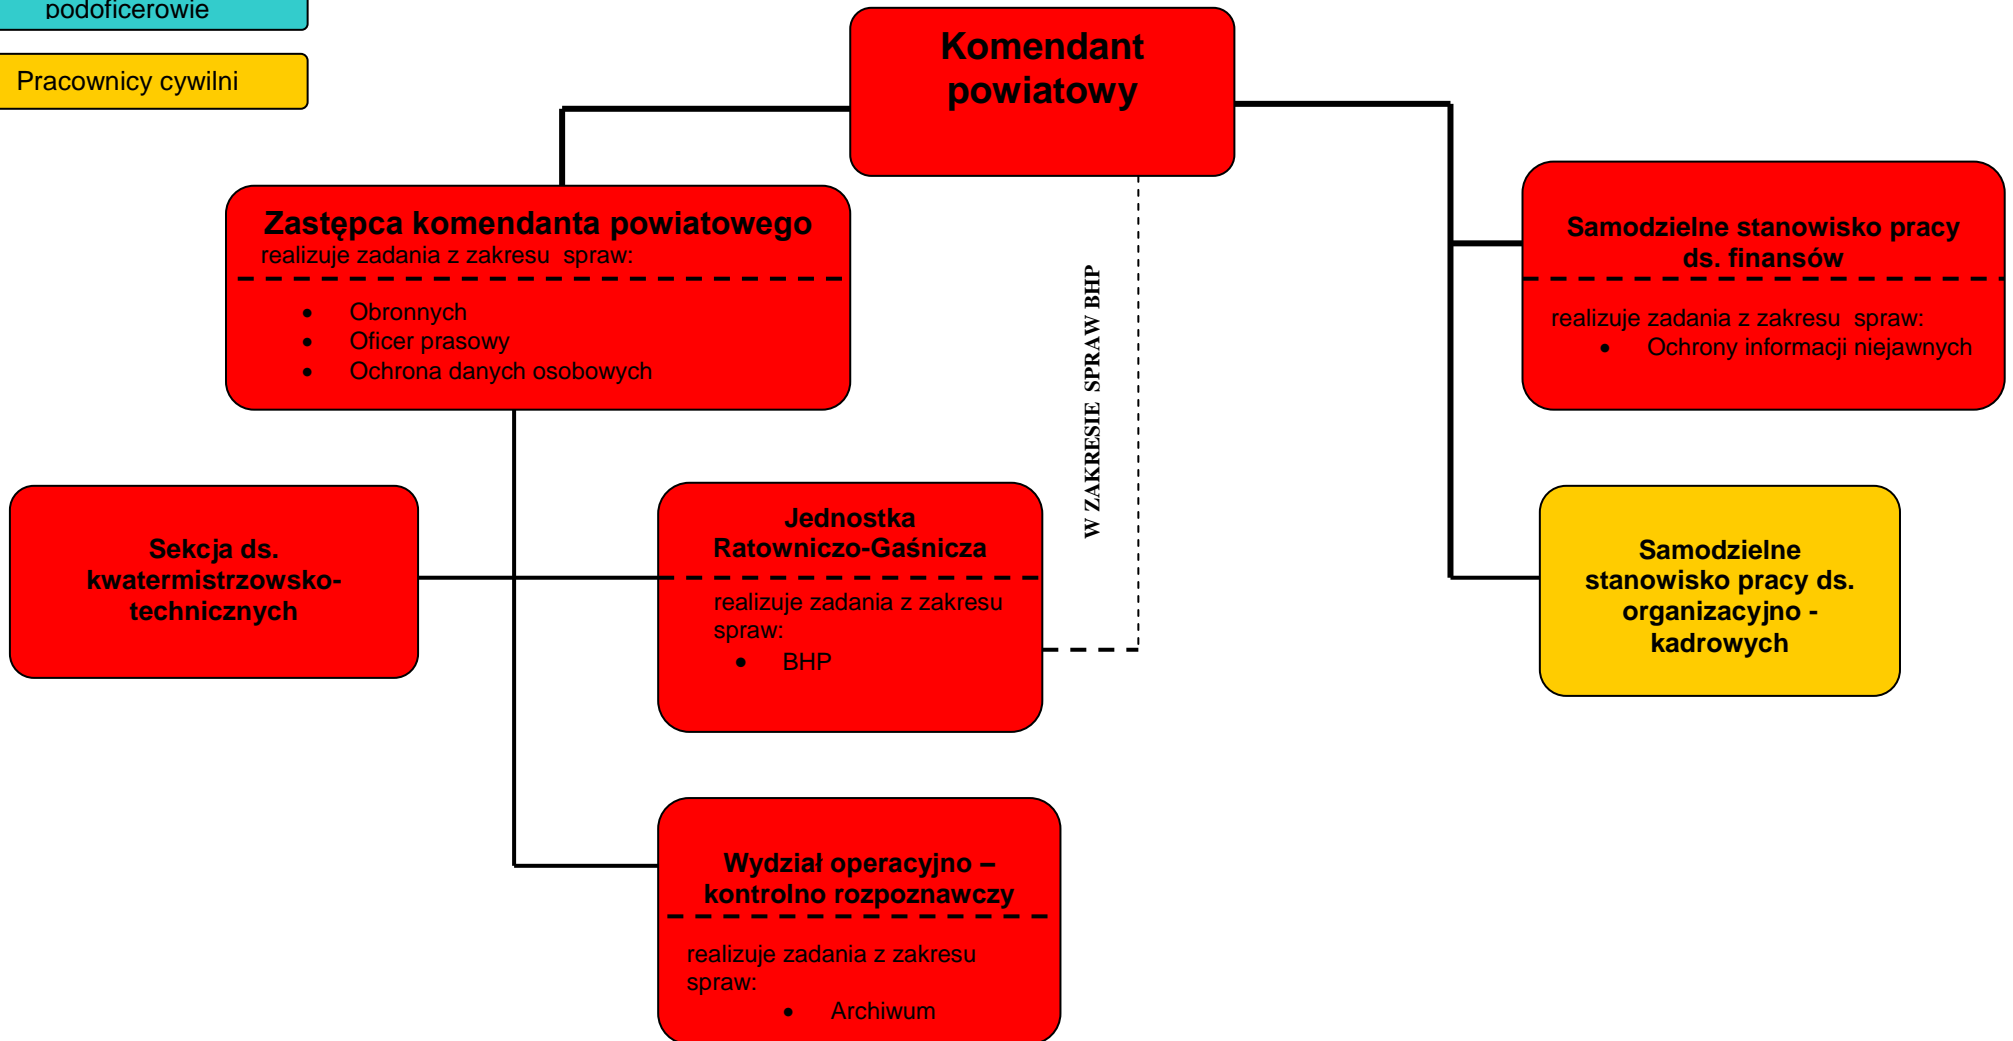 podoficerowie
Pracownicy cywilni
Komendant
powiatowy
Zastępca komendanta powiatowego
realizuje zadania z zakresu  spraw:
• Obronnych
• Oficer prasowy
• Ochrona danych osobowych
Samodzielne stanowisko pracy
ds. finansów
realizuje zadania z zakresu  spraw:
• Ochrony informacji niejawnych
W ZAKRESIE SPRAW BHP
Sekcja ds.
kwatermistrzowsko-
technicznych
Jednostka
Ratowniczo-Gaśnicza
realizuje zadania z zakresu
spraw:
• BHP
Samodzielne
stanowisko pracy ds.
organizacyjno -
kadrowych
Wydział operacyjno –
kontrolno rozpoznawczy
realizuje zadania z zakresu
spraw:
• Archiwum